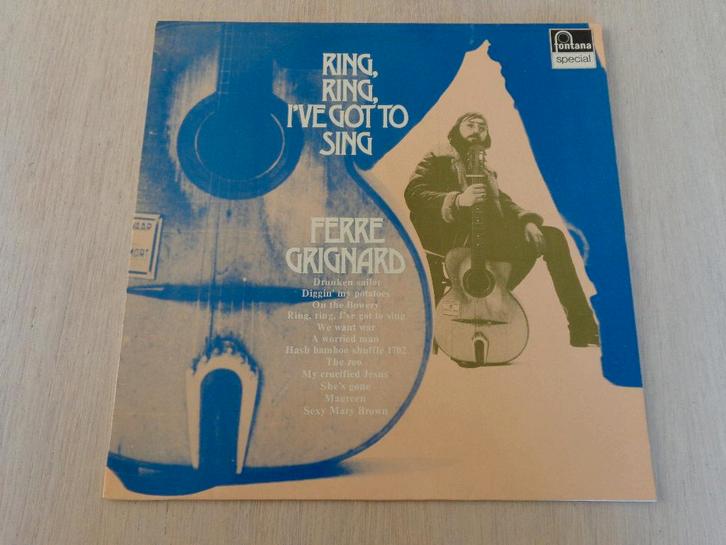 RING,
RING,
I'VE GOT TO
SING
fontana
special
FERRE
GRIGNARD
Drunken sailor
Diggin' my potatoes
On the flowery
Ring, ring, I've got to sing
We want war
A worried man
Hash bamboo shuffle 1702
The zoo
My crucified Jesus
She's gone
Maureen
Sexy Mary Brown